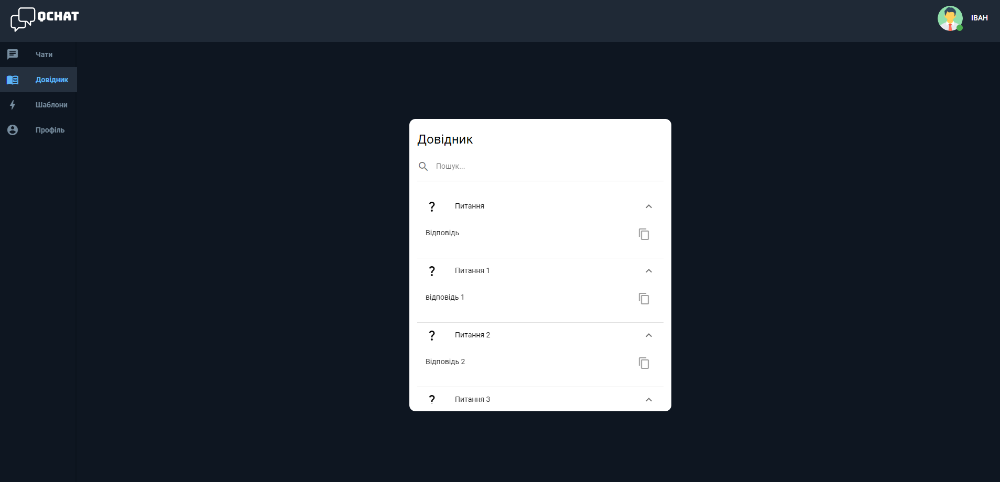 QCHAT
ІВАН
Чати
Довідник
Шаблони
Профіль
Довідник
Пошук...
? Питання
Відповідь
? Питання 1
відповідь 1
? Питання 2
Відповідь 2
? Питання 3